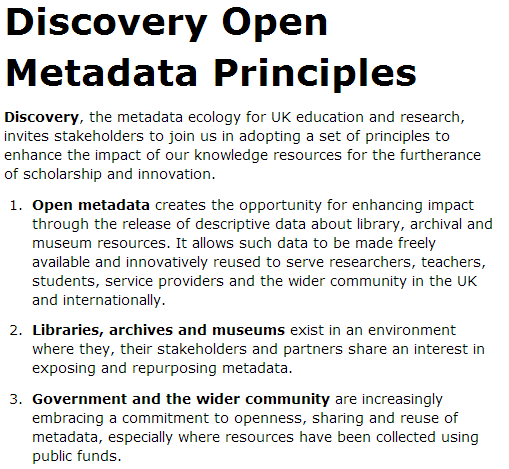 Discovery Open
Metadata Principles
Discovery, the metadata ecology for UK education and research,
invites stakeholders to join us in adopting a set of principles to
enhance the impact of our knowledge resources for the furtherance
of scholarship and innovation.
1. Open metadata creates the opportunity for enhancing impact
through the release of descriptive data about library, archival and
museum resources. It allows such data to be made freely
available and innovatively reused to serve researchers, teachers,
students, service providers and the wider community in the UK
and internationally.
2. Libraries, archives and museums exist in an environment
where they, their stakeholders and partners share an interest in
exposing and repurposing metadata.
3. Government and the wider community are increasingly
embracing a commitment to openness, sharing and reuse of
metadata, especially where resources have been collected using
public funds.